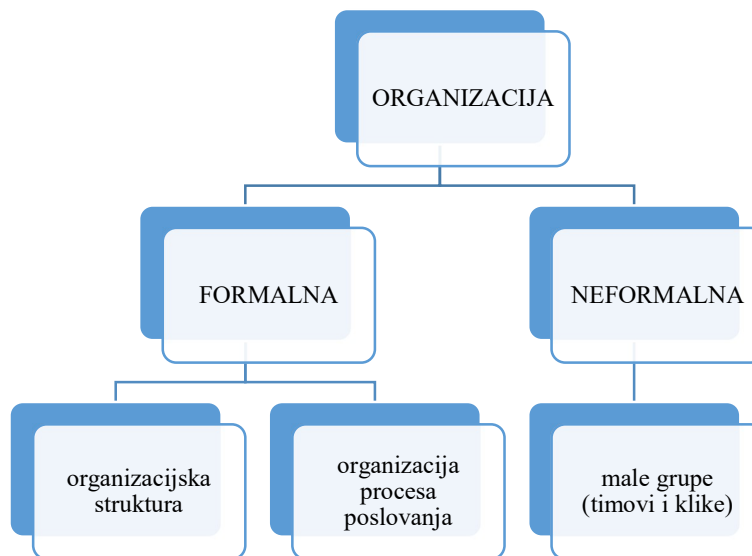 ORGANIZACIJA
FORMALNA
NEFORMALNA
organizacijska
struktura
organizacija
procesa
poslovanja
male grupe
(timovi i klike)